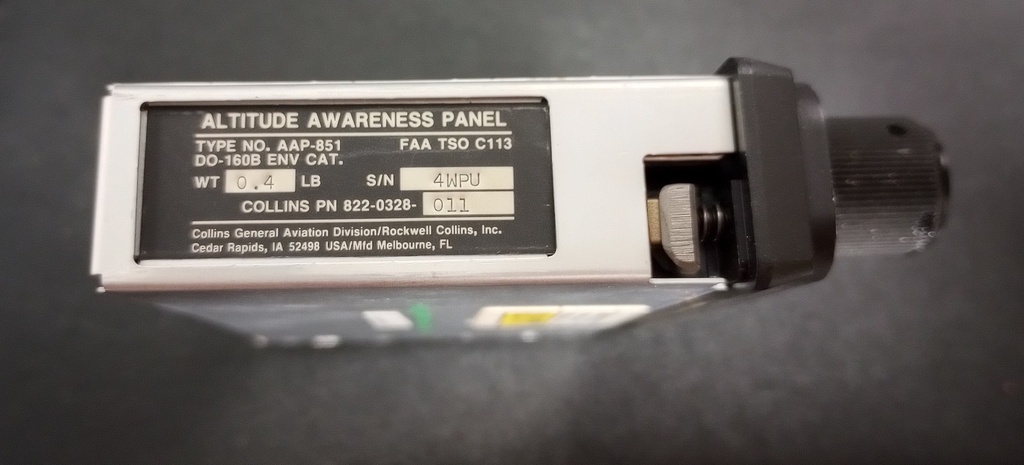 ALTITUDE AWARENESS PANEL
TYPE NO. AAP-851 FAA TSO C113
DO-160B ENV CAT.
WT 0.4 LB S/N 4WPU
COLLINS PN 822-0328- 011
Collins General Aviation Division/Rockwell Collins, Inc.
Cedar Rapids, IA 52498 USA/Mfd Melbourne, FL